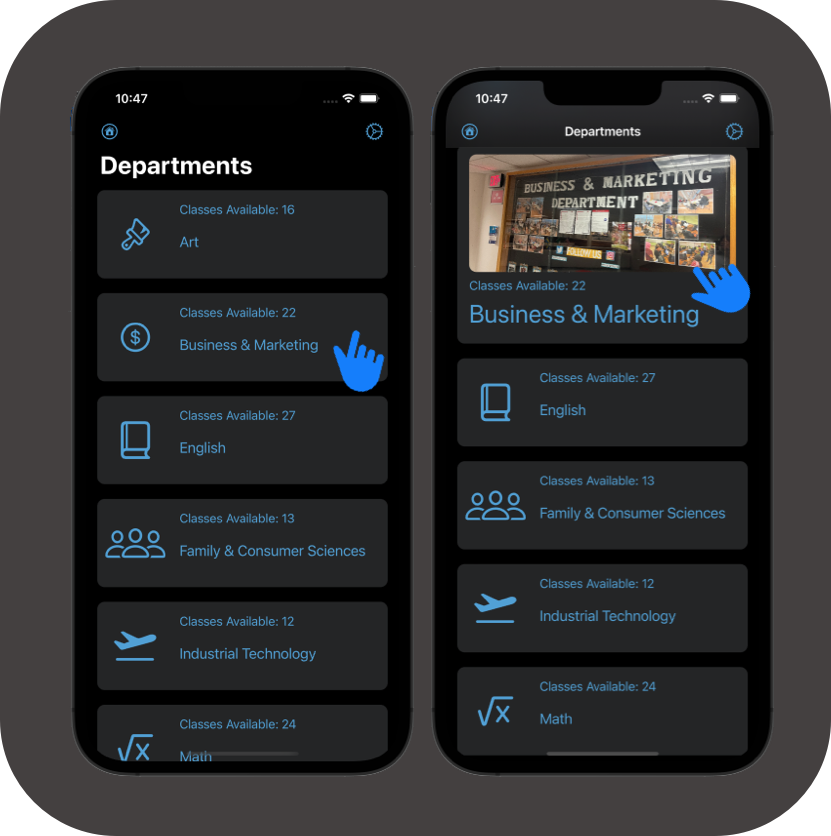 10:47
Departments
Classes Available: 16
Art
Classes Available: 22
$
Business & Marketing
Classes Available: 27
English
Classes Available: 13
Family & Consumer Sciences
Classes Available: 12
Industrial Technology
Classes Available: 24
√x
Math
10:47
Departments
BUSINESS & MARKETING
DEPARTMENT
FOLLOW US
Classes Available: 22
Business & Marketing
Classes Available: 27
English
Classes Available: 13
Family & Consumer Sciences
Classes Available: 12
Industrial Technology
Classes Available: 24
√x
Math